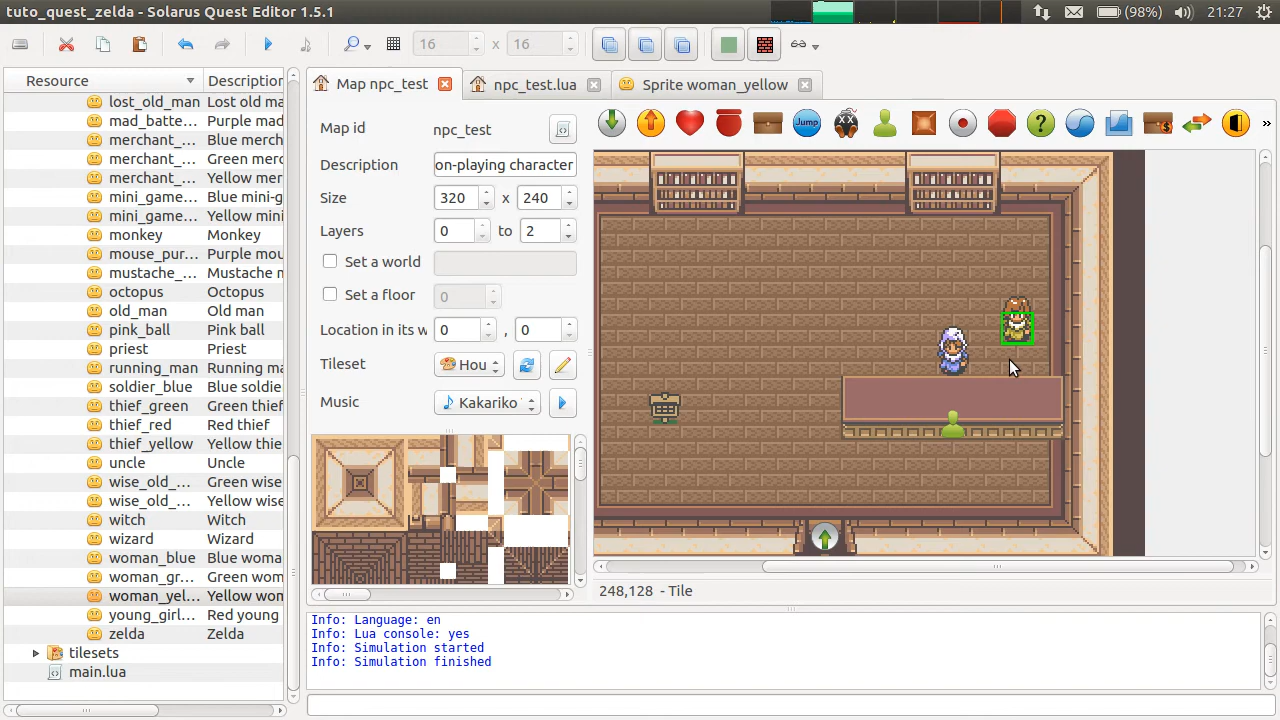 tuto_quest_zelda - Solarus Quest Editor 1.5.1
(98%)
21:27
16 x 16
Resource Description
lost_old_man Lost old ma
mad_batte... Purple mad
merchant_... Blue merch
merchant_... Green merc
merchant_... Yellow mer
mini_game... Blue mini-g
mini_game... Yellow mini
monkey Monkey
mouse_pur... Purple mou
mustache_... Mustache m
octopus Octopus
old_man Old man
pink_ball Pink ball
priest Priest
running_man Running ma
soldier_blue Blue soldier
thief_green Green thief
thief_red Red thief
thief_yellow Yellow thie
uncle Uncle
wise_old_... Green wise
wise_old_... Yellow wise
witch Witch
wizard Wizard
woman_blue Blue woma
woman_gr... Green wom
woman_yel... Yellow won
young_girl... Red young
zelda Zelda
tilesets
main.lua
Map npc_test
npc_test.lua
Sprite woman_yellow
Map id npc_test
Description on-playing character
Size 320 x 240
Layers 0 to 2
Set a world
Set a floor 0
Location in its w 0 , 0
Tileset Hou
Music Kakariko
Jump
»
248,128 - Tile
Info: Language: en
Info: Lua console: yes
Info: Simulation started
Info: Simulation finished